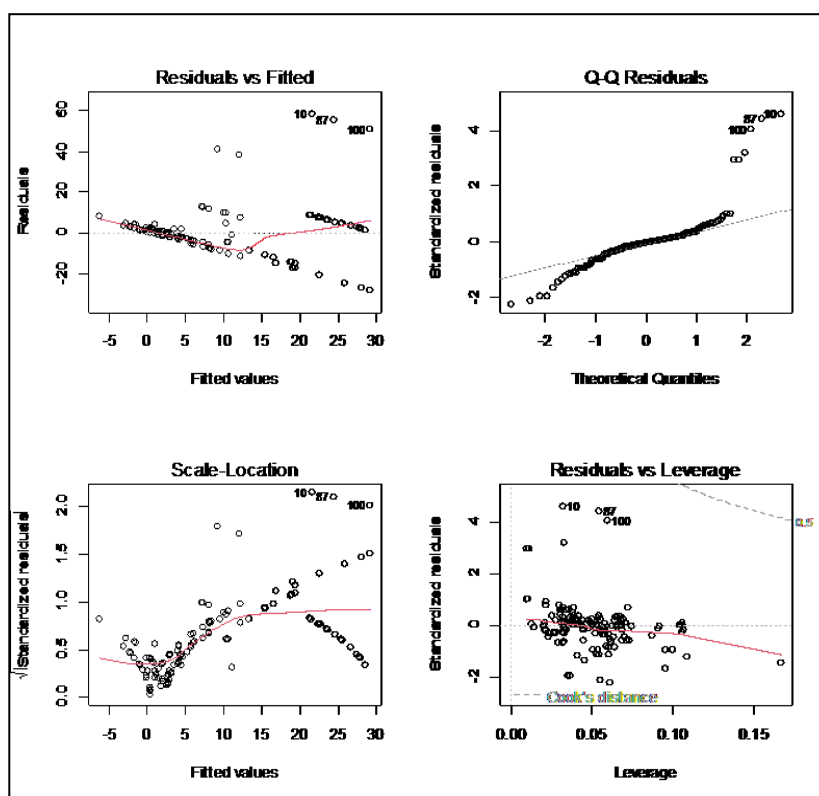 Residuals vs Fitted
Residuals
60
40
20
0
-20
10
87
100
-5 0 5 10 15 20 25 30
Fitted values
Q-Q Residuals
Standardized residuals
4
2
0
-2
100
87
10
-2 -1 0 1 2
Theoretical Quantiles
Scale-Location
√|Standardized residuals|
2.0
1.5
1.0
0.5
0.0
10
87
100
-5 0 5 10 15 20 25 30
Fitted values
Residuals vs Leverage
Standardized residuals
4
2
0
-2
10
87
100
0.5
Cook's distance
0.00 0.05 0.10 0.15
Leverage